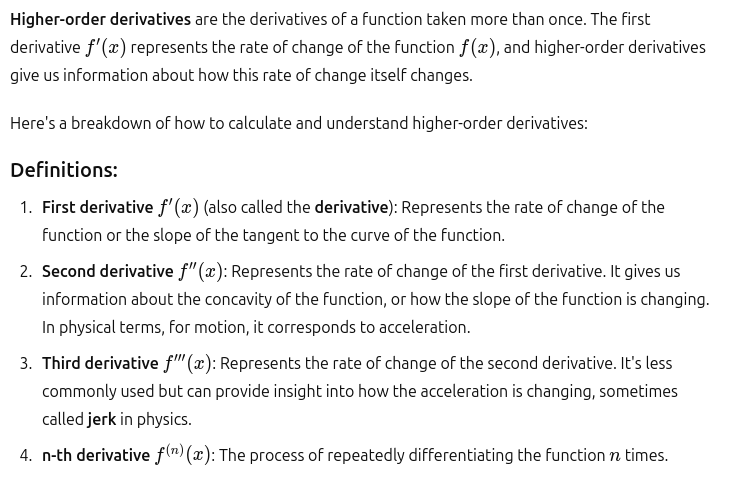 Higher-order derivatives are the derivatives of a function taken more than once. The first
derivative f′(x) represents the rate of change of the function f(x), and higher-order derivatives
give us information about how this rate of change itself changes.
Here's a breakdown of how to calculate and understand higher-order derivatives:
Definitions:
1. First derivative f′(x) (also called the derivative): Represents the rate of change of the
function or the slope of the tangent to the curve of the function.
2. Second derivative f″(x): Represents the rate of change of the first derivative. It gives us
information about the concavity of the function, or how the slope of the function is changing.
In physical terms, for motion, it corresponds to acceleration.
3. Third derivative f‴(x): Represents the rate of change of the second derivative. It's less
commonly used but can provide insight into how the acceleration is changing, sometimes
called jerk in physics.
4. n-th derivative f⁽ⁿ⁾(x): The process of repeatedly differentiating the function n times.